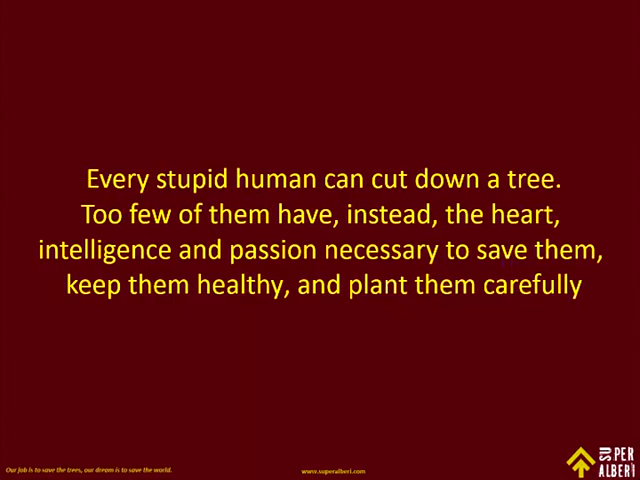 Every stupid human can cut down a tree.
Too few of them have, instead, the heart,
intelligence and passion necessary to save them,
keep them healthy, and plant them carefully
Our job is to save the trees, our dream is to save the world.
www.superalberi.com
SUPER
ALBERI